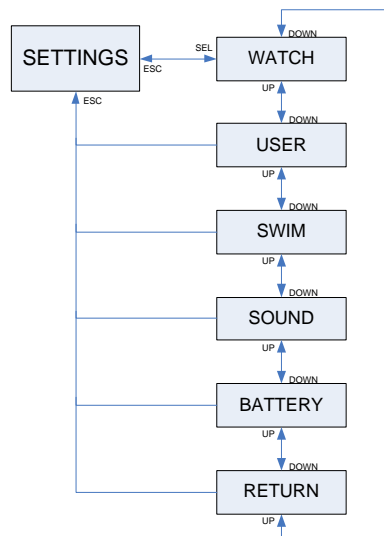 DOWN
SETTINGS
SEL
WATCH
ESC
UP
ESC
DOWN
USER
UP
DOWN
SWIM
UP
DOWN
SOUND
UP
DOWN
BATTERY
UP
DOWN
RETURN
UP